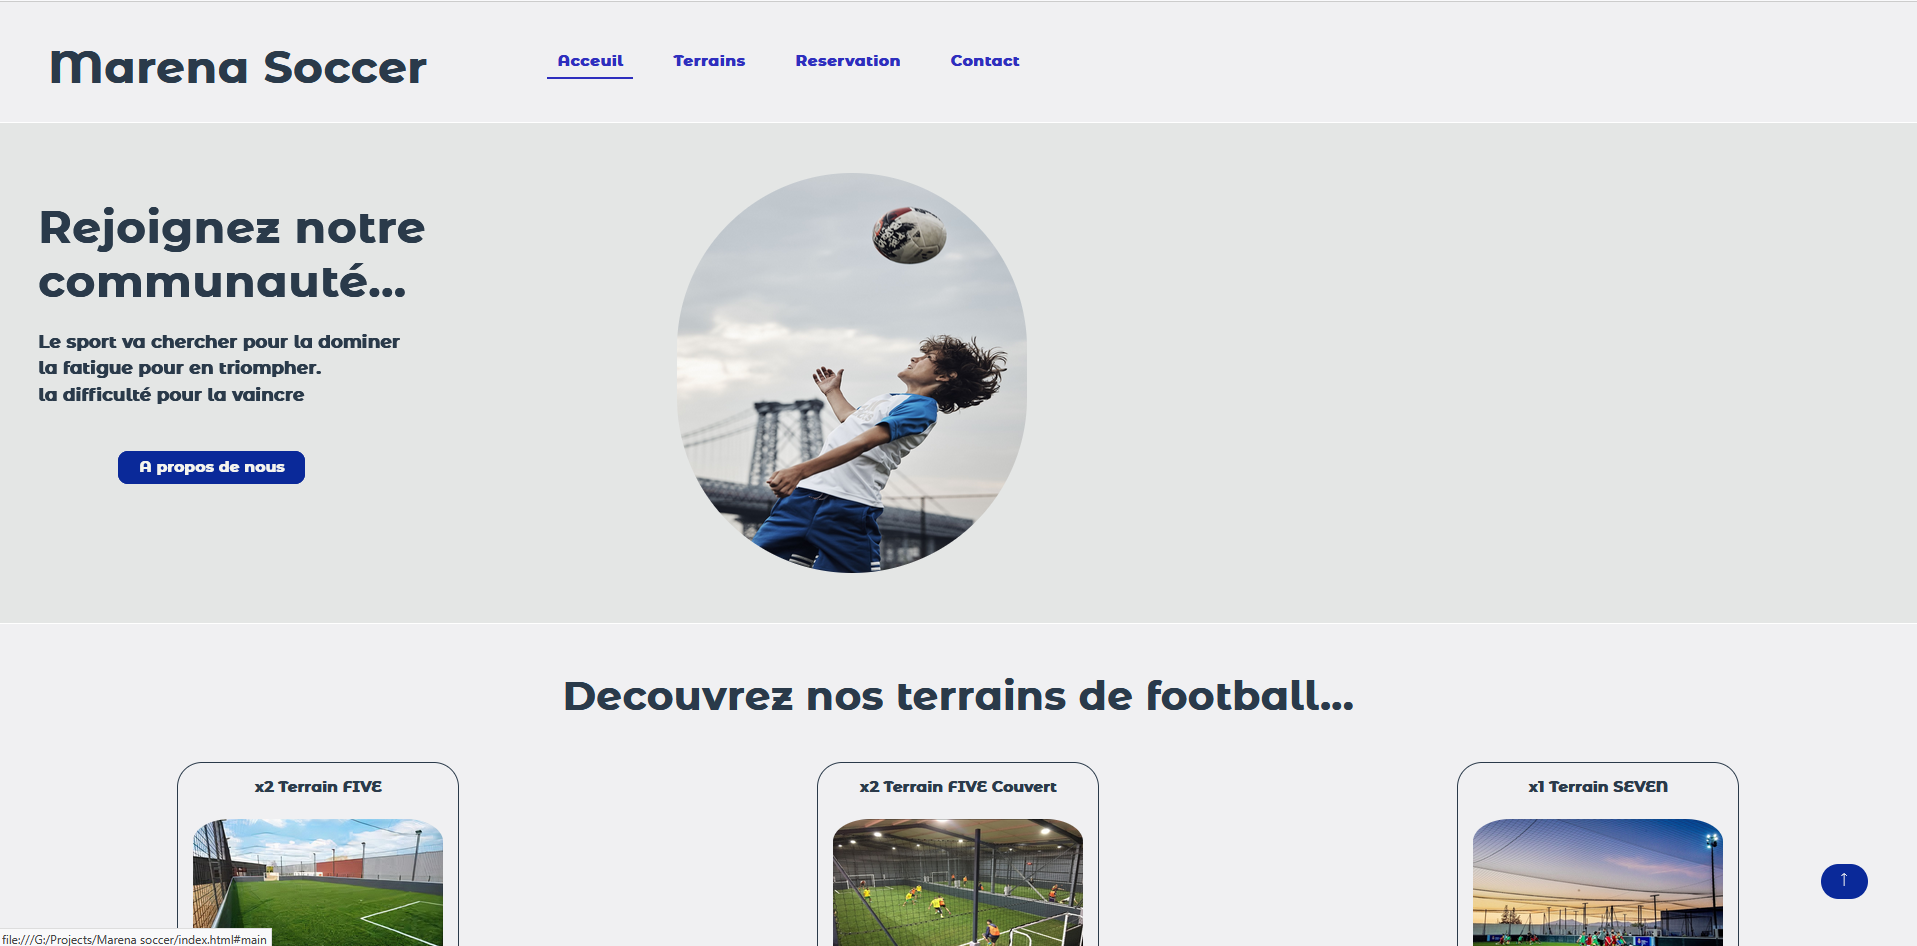 Marena Soccer
Acceuil
Terrains
Reservation
Contact
Rejoignez notre
communauté...
Le sport va chercher pour la dominer
la fatigue pour en triompher.
la difficulté pour la vaincre
A propos de nous
Decouvrez nos terrains de football...
x2 Terrain FIVE
x2 Terrain FIVE Couvert
x1 Terrain SEVEN
↑
file:///G:/Projects/Marena soccer/index.html#main